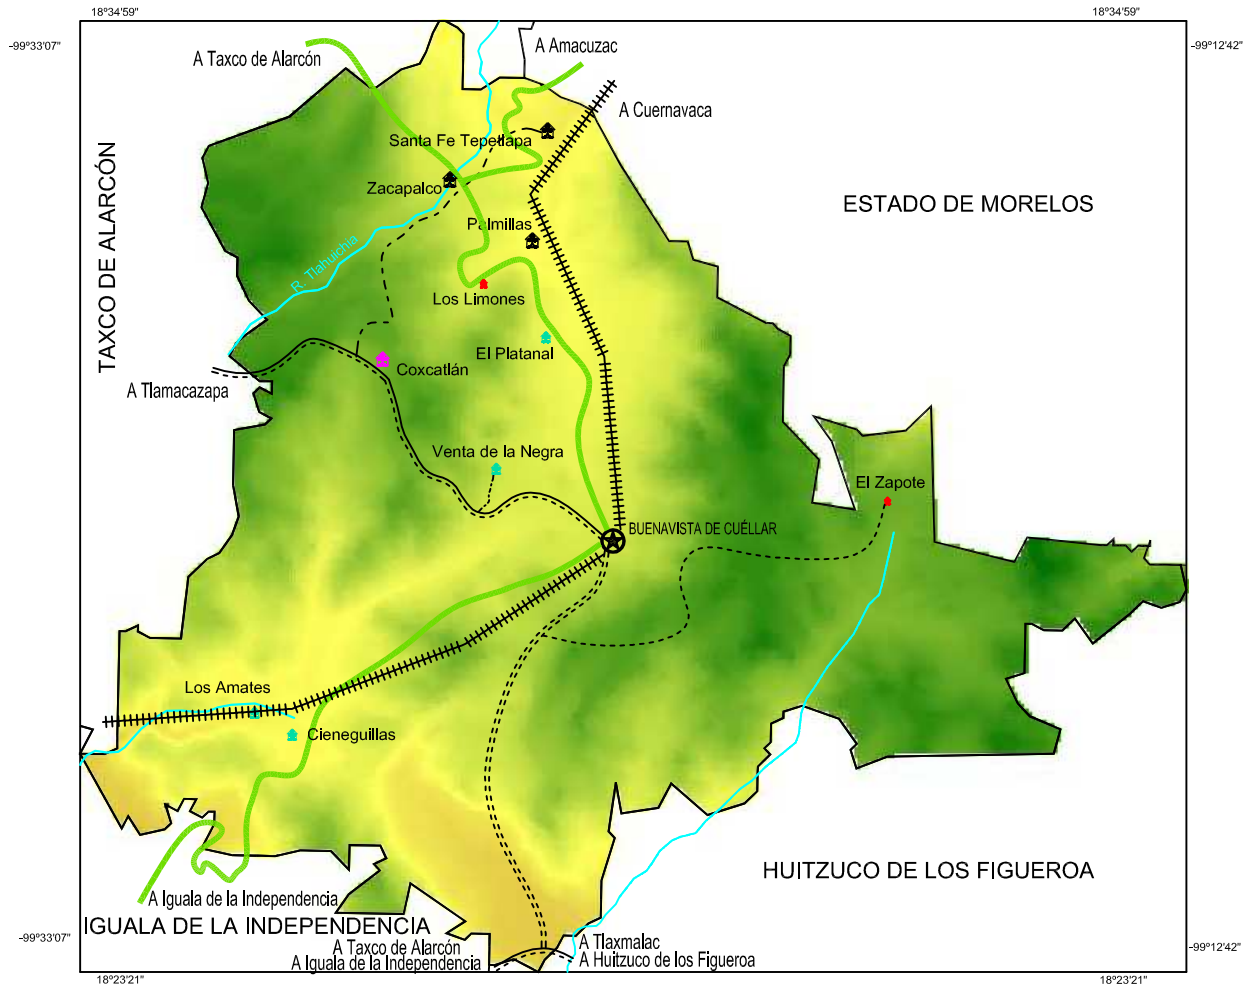 18°34'59"
18°34'59"
-99°33'07"
-99°12'42"
A Taxco de Alarcón
A Amacuzac
A Cuernavaca
Santa Fe Tepetlapa
Zacapalco
TAXCO DE ALARCÓN
ESTADO DE MORELOS
Palmillas
R. Tlahuichia
Los Limones
El Platanal
Coxcatlán
A Tlamacazapa
Venta de la Negra
El Zapote
BUENAVISTA DE CUÉLLAR
Los Amates
Cieneguillas
HUITZUCO DE LOS FIGUEROA
A Iguala de la Independencia
IGUALA DE LA INDEPENDENCIA
-99°33'07"
-99°12'42"
A Taxco de Alarcón
A Tlaxmalac
A Iguala de la Independencia
A Huitzuco de los Figueroa
18°23'21"
18°23'21"